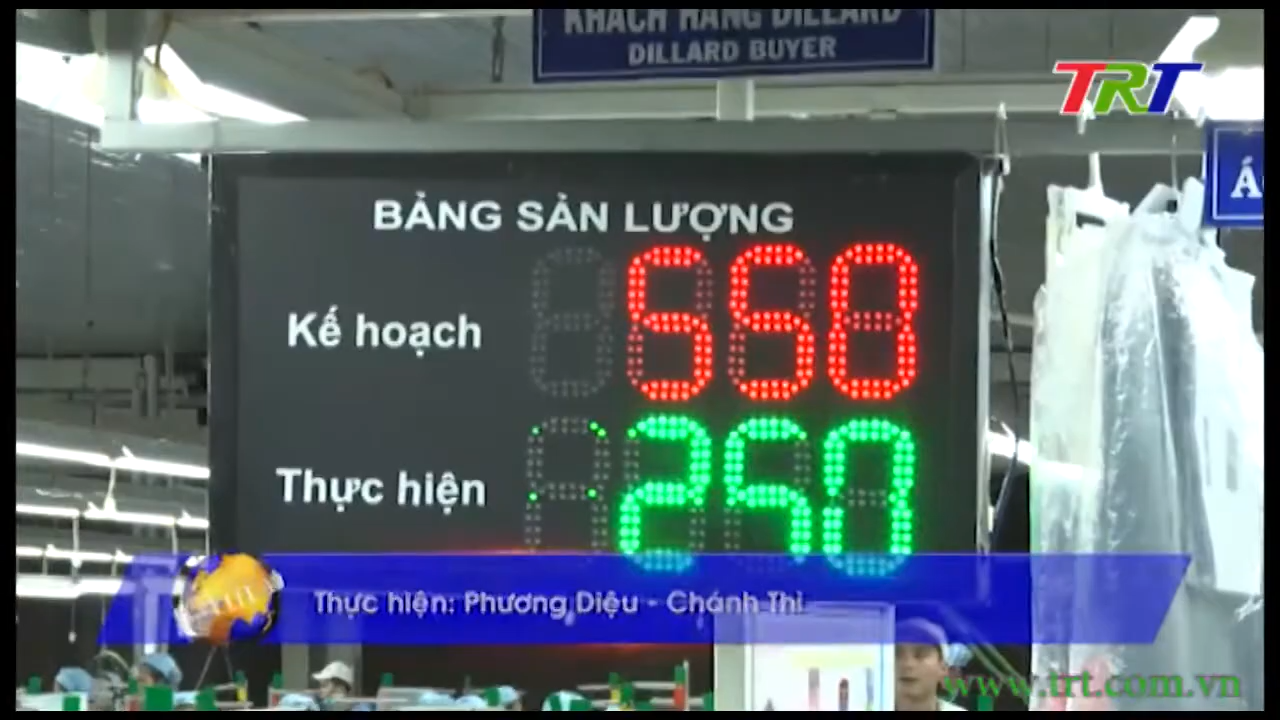 KHÁCH HÀNG DILLARD
DILLARD BUYER
TRT
BẢNG SẢN LƯỢNG
Kế hoạch 550
Thực hiện 250
Thực hiện: Phương Diệu - Chánh Thi
www.trt.com.vn